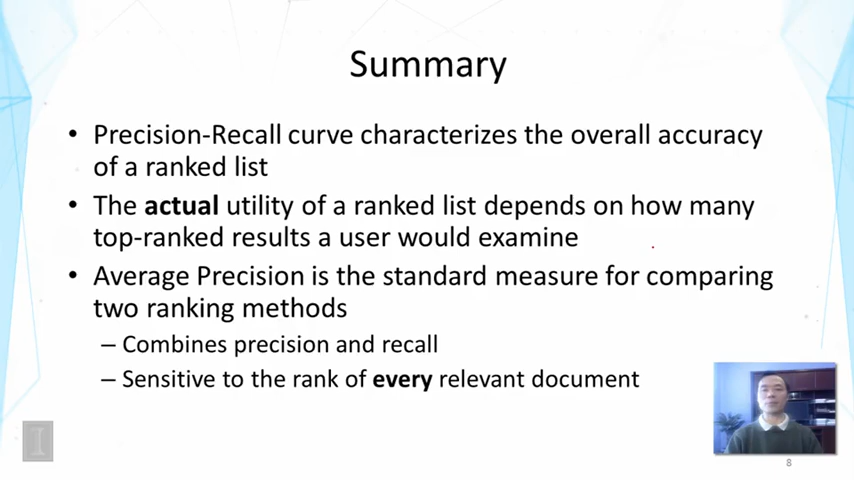 Summary
• Precision-Recall curve characterizes the overall accuracy
of a ranked list
• The actual utility of a ranked list depends on how many
top-ranked results a user would examine
• Average Precision is the standard measure for comparing
two ranking methods
– Combines precision and recall
– Sensitive to the rank of every relevant document
I
8